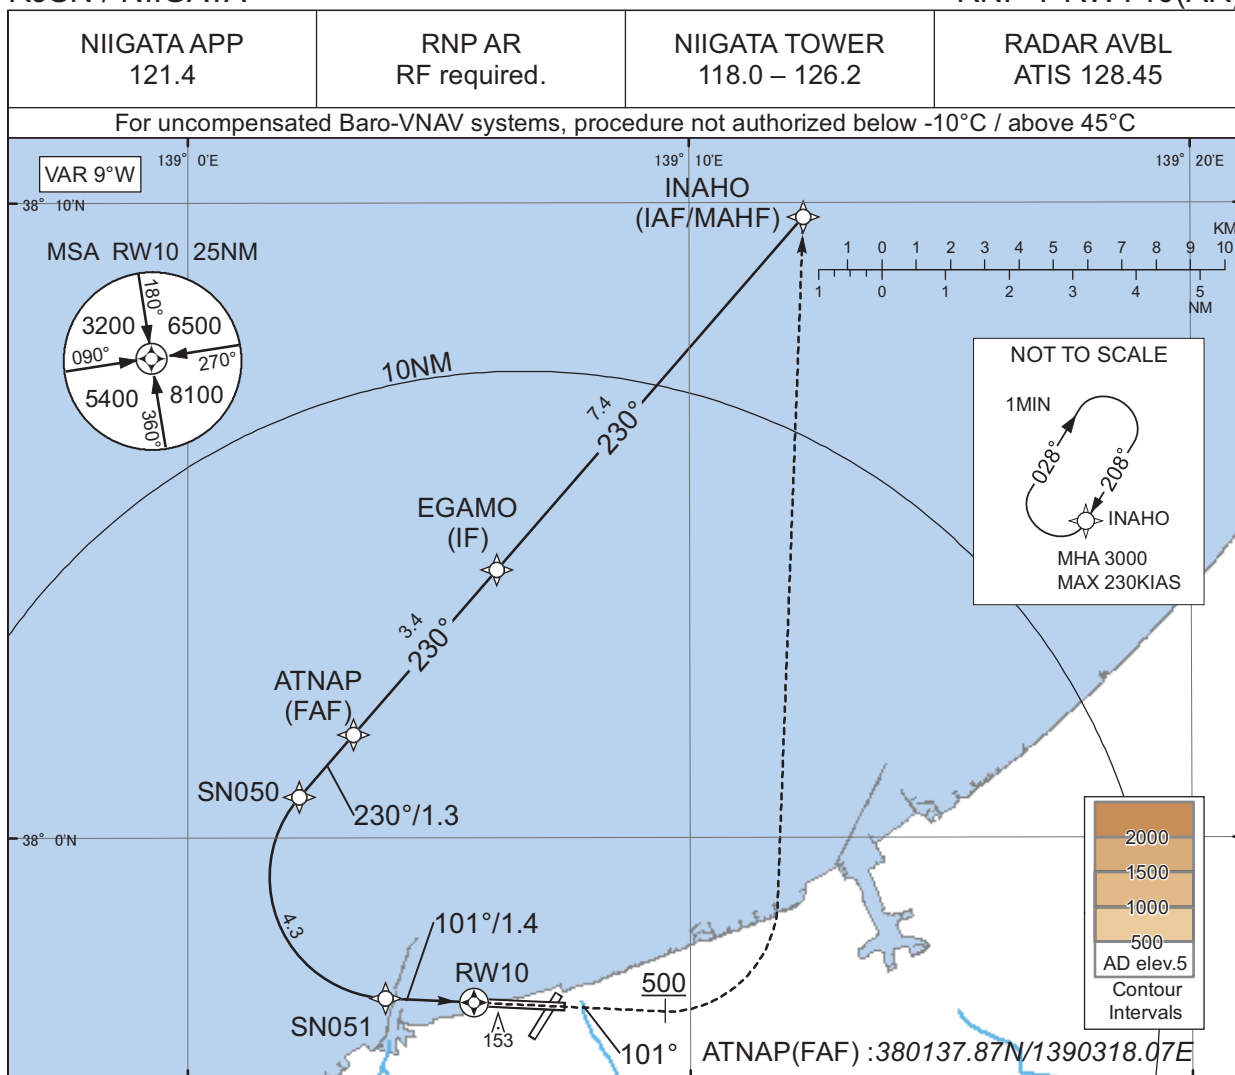 RJSN / NIIGATA
NIIGATA APP
121.4
RNP AR
RF required.
NIIGATA TOWER
118.0 – 126.2
RADAR AVBL
ATIS 128.45
For uncompensated Baro-VNAV systems, procedure not authorized below -10°C / above 45°C
VAR 9°W
139° 0'E
139° 10'E
139° 20'E
38° 10'N
INAHO
(IAF/MAHF)
KM
1 0 1 2 3 4 5 6 7 8 9 10
1 0 1 2 3 4 5
NM
MSA RW10 25NM
180°
3200
6500
090°
270°
5400
8100
360°
10NM
7.4
230°
NOT TO SCALE
1MIN
028°
208°
INAHO
MHA 3000
MAX 230KIAS
EGAMO
(IF)
3.4
230°
ATNAP
(FAF)
SN050
230°/1.3
38° 0'N
4.3
101°/1.4
RW10
SN051
153
500
101°
2000
1500
1000
500
AD elev.5
Contour
Intervals
ATNAP(FAF) :380137.87N/1390318.07E